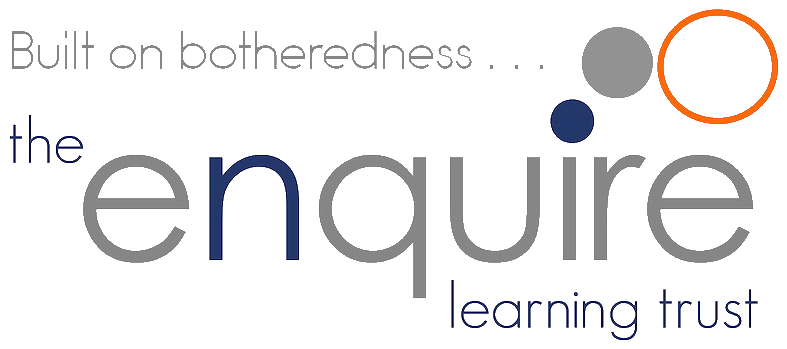 Built on botheredness . . .
the
enquire
learning trust